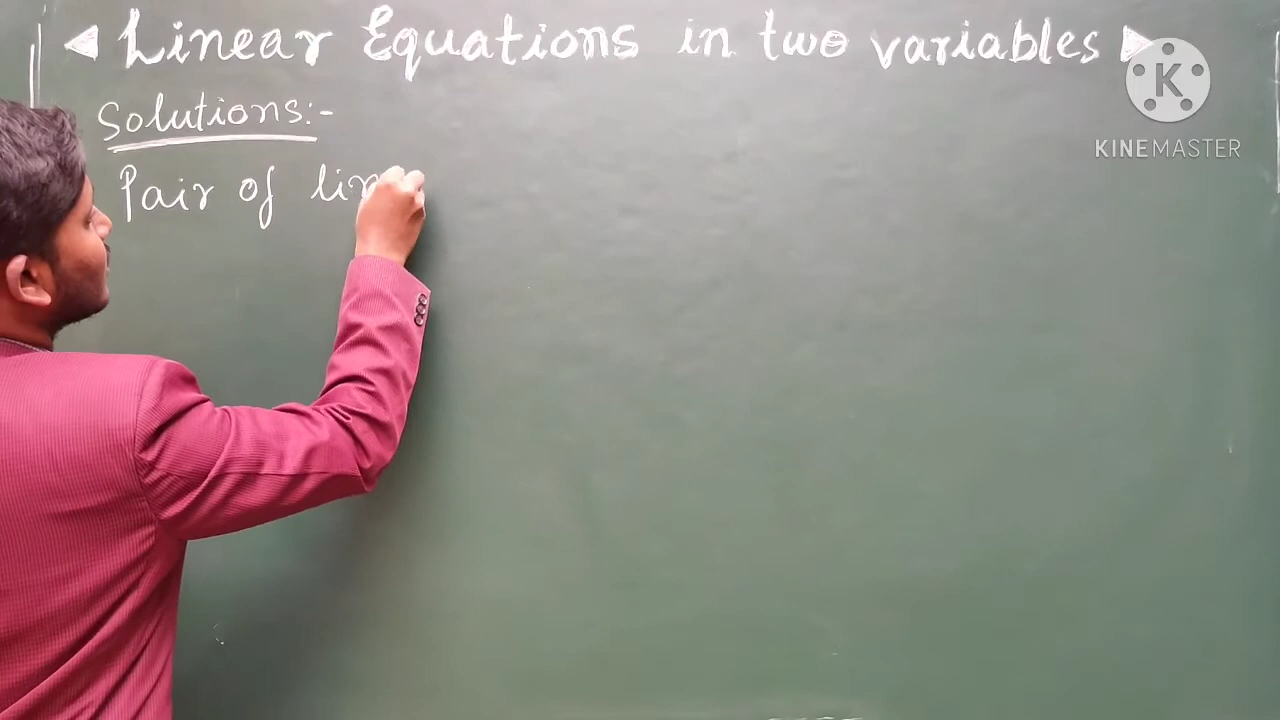 Linear Equations in two variables
Solutions:-
Pair of lin
K
KINEMASTER